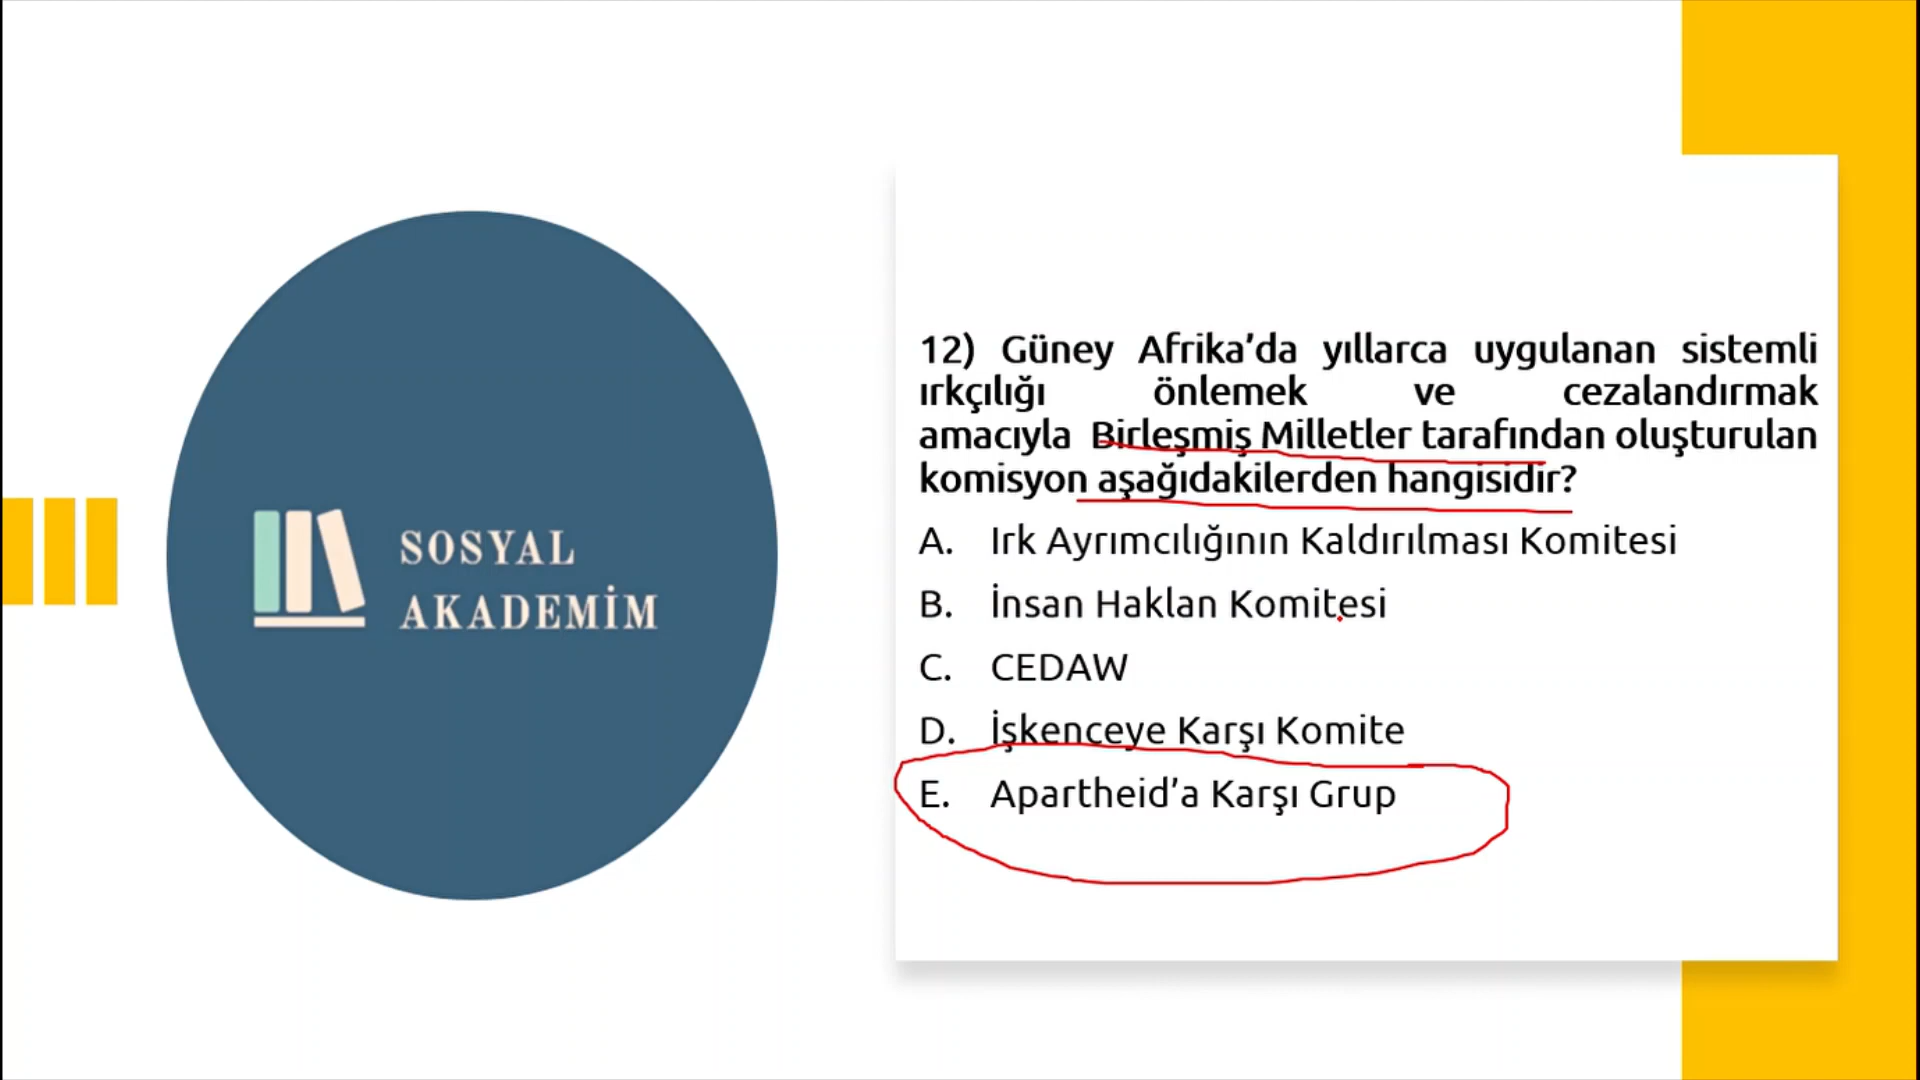 SOSYAL
AKADEMİM
12) Güney Afrika’da yıllarca uygulanan sistemli
ırkçılığı önlemek ve cezalandırmak
amacıyla Birleşmiş Milletler tarafından oluşturulan
komisyon aşağıdakilerden hangisidir?
A. Irk Ayrımcılığının Kaldırılması Komitesi
B. İnsan Haklan Komitesi
C. CEDAW
D. İşkenceye Karşı Komite
E. Apartheid’a Karşı Grup